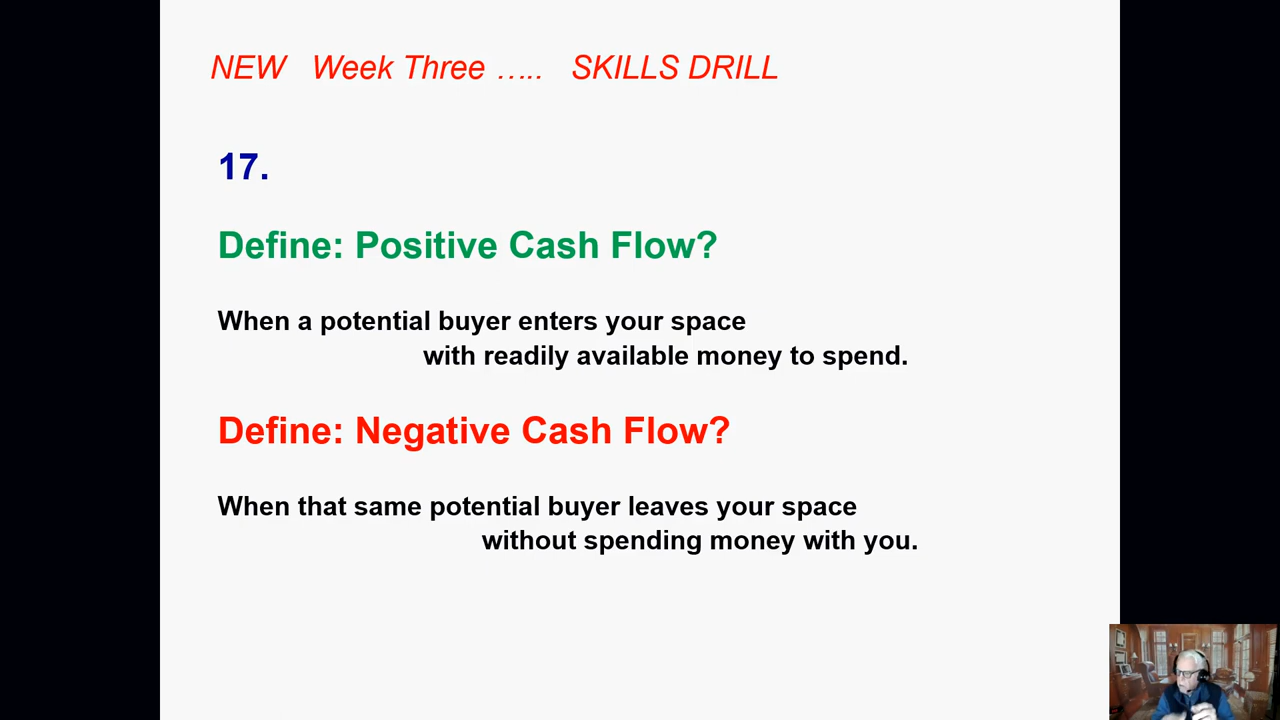 NEW Week Three ..... SKILLS DRILL
17.
Define: Positive Cash Flow?
When a potential buyer enters your space
with readily available money to spend.
Define: Negative Cash Flow?
When that same potential buyer leaves your space
without spending money with you.